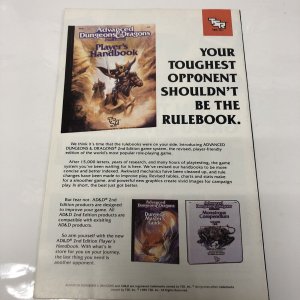 Advanced
Dungeons & Dragons
Player's
Handbook
TSR
YOUR
TOUGHEST
OPPONENT
SHOULDN'T
BE THE
RULEBOOK.
We think it's time that the rulebooks were on your side. Introducing ADVANCED
DUNGEONS & DRAGONS 2nd Edition game system, the revised, player-friendly
edition of the world's most popular role-playing game.
After 15,000 letters, years of research, and many hours of playtesting, the game
system you've been waiting for is here. We've revised our handbooks to be more
concise and better indexed. Awkward mechanics have been cleaned up, and rule
changes have been made to improve play. Revised tables, charts and index make
for a smoother game, and powerful new graphics create vivid images for campaign
play. In short, the best just got better.
But fear not. AD&D 2nd
Edition products are designed
to improve your game. All
AD&D 2nd Edition products
are compatible with existing
AD&D products.
So arm yourself with the new
AD&D 2nd Edition Player's
Handbook. With what's in
store for you on your journey,
the last thing you need is
another opponent.
Advanced
Dungeons & Dragons
Dungeon
Master's
Guide
Advanced
Dungeons & Dragons
Monstrous
Compendium